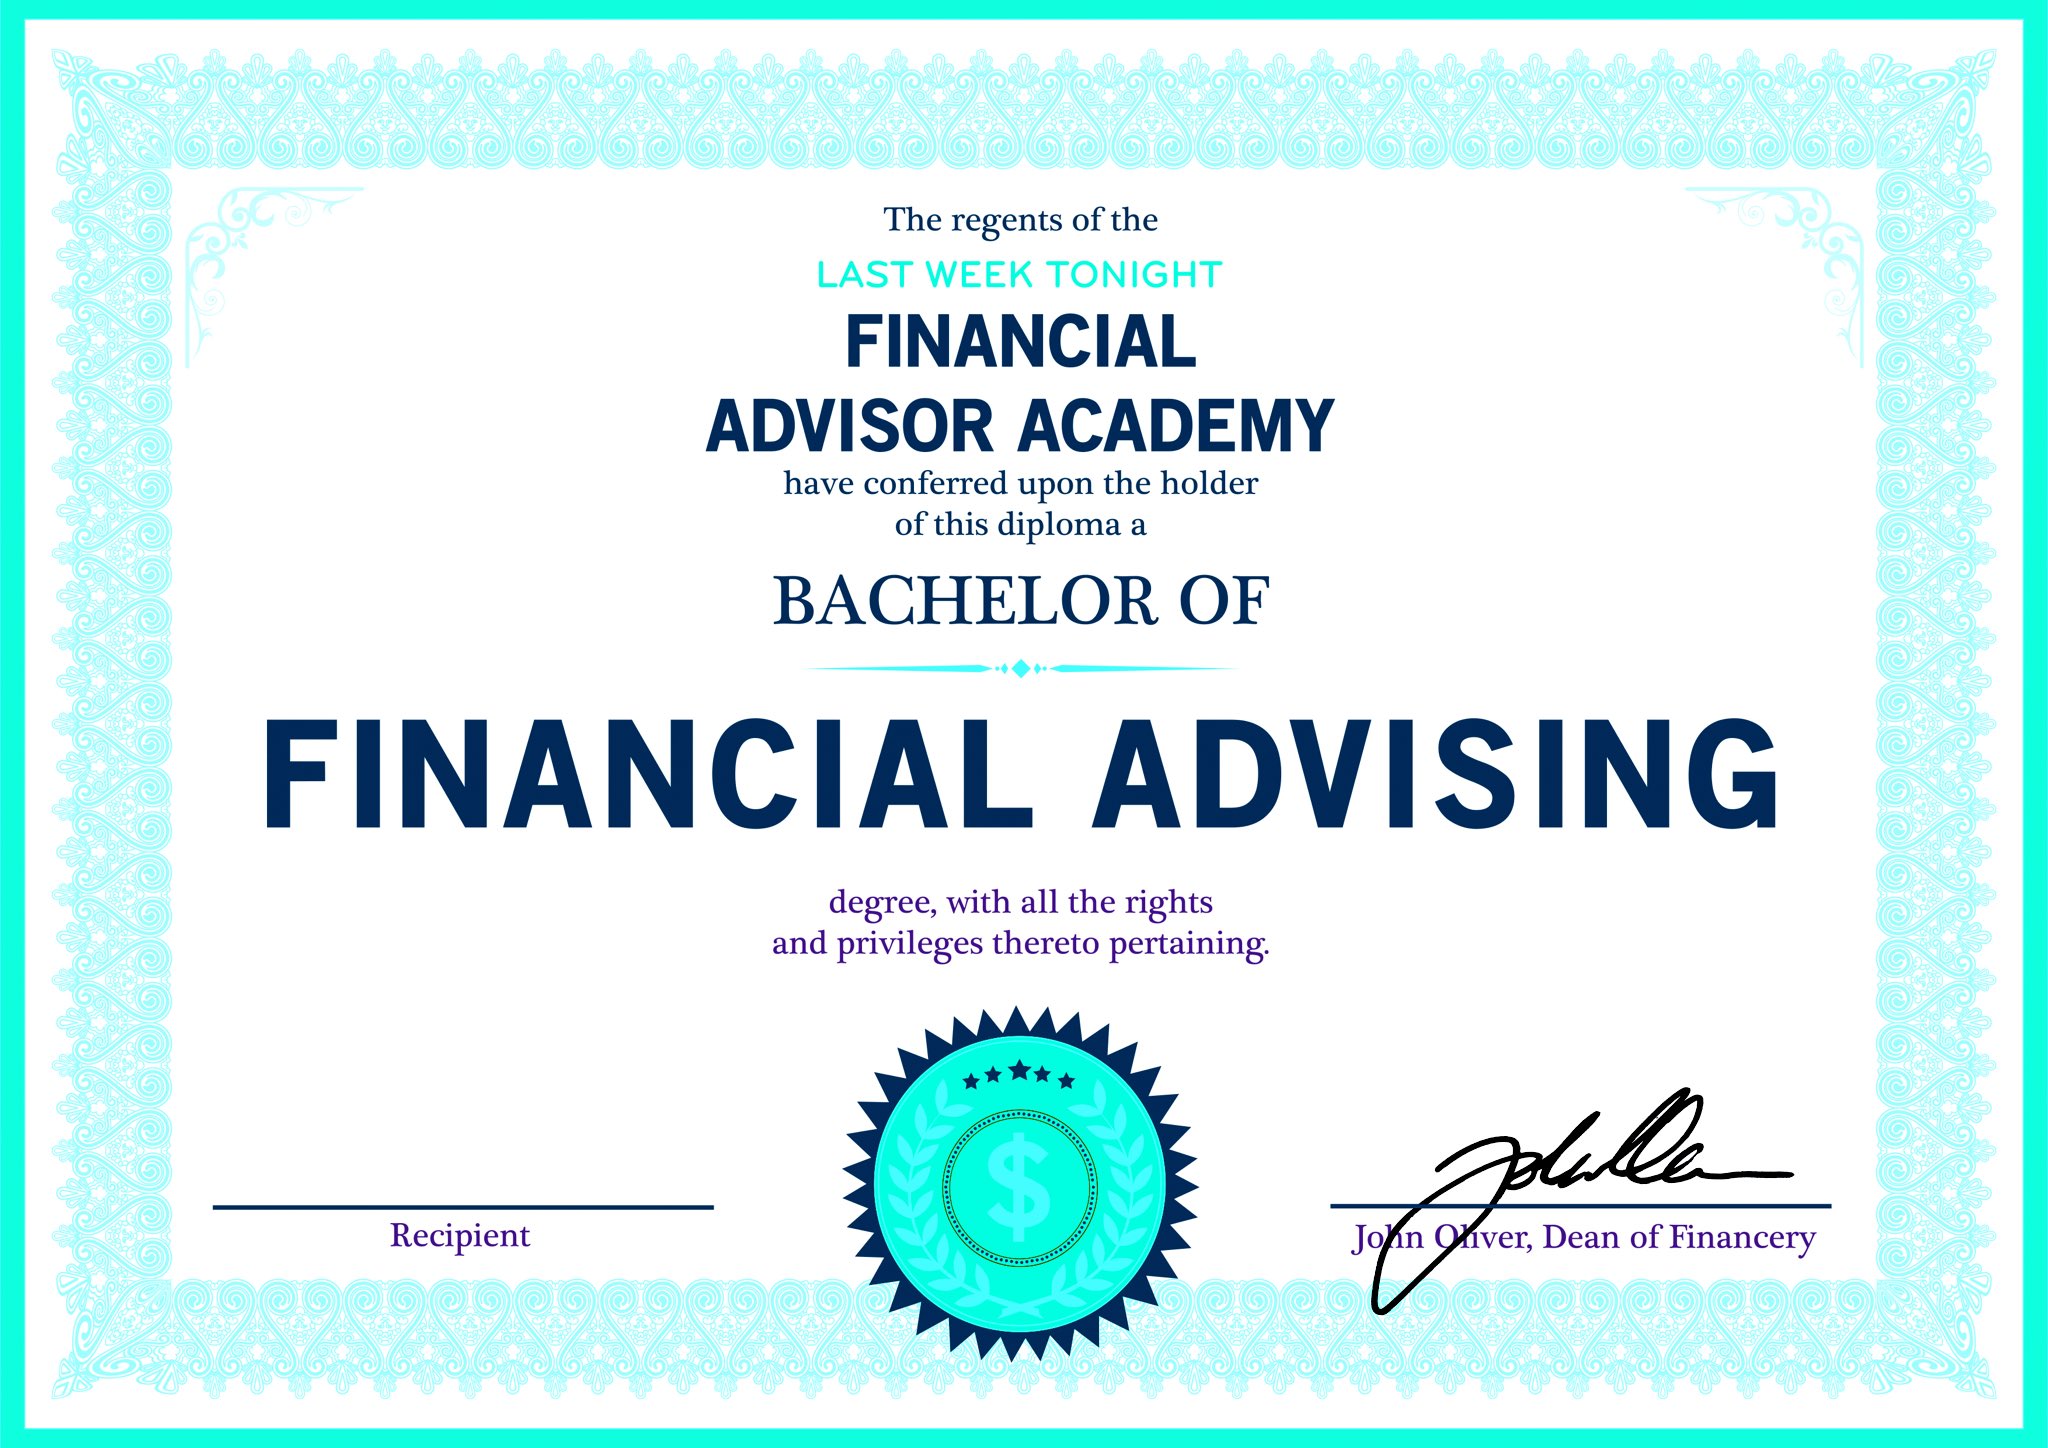 The regents of the
LAST WEEK TONIGHT
FINANCIAL
ADVISOR ACADEMY
have conferred upon the holder
of this diploma a
BACHELOR OF
FINANCIAL ADVISING
degree, with all the rights
and privileges thereto pertaining.
$
Recipient
John Oliver, Dean of Financery